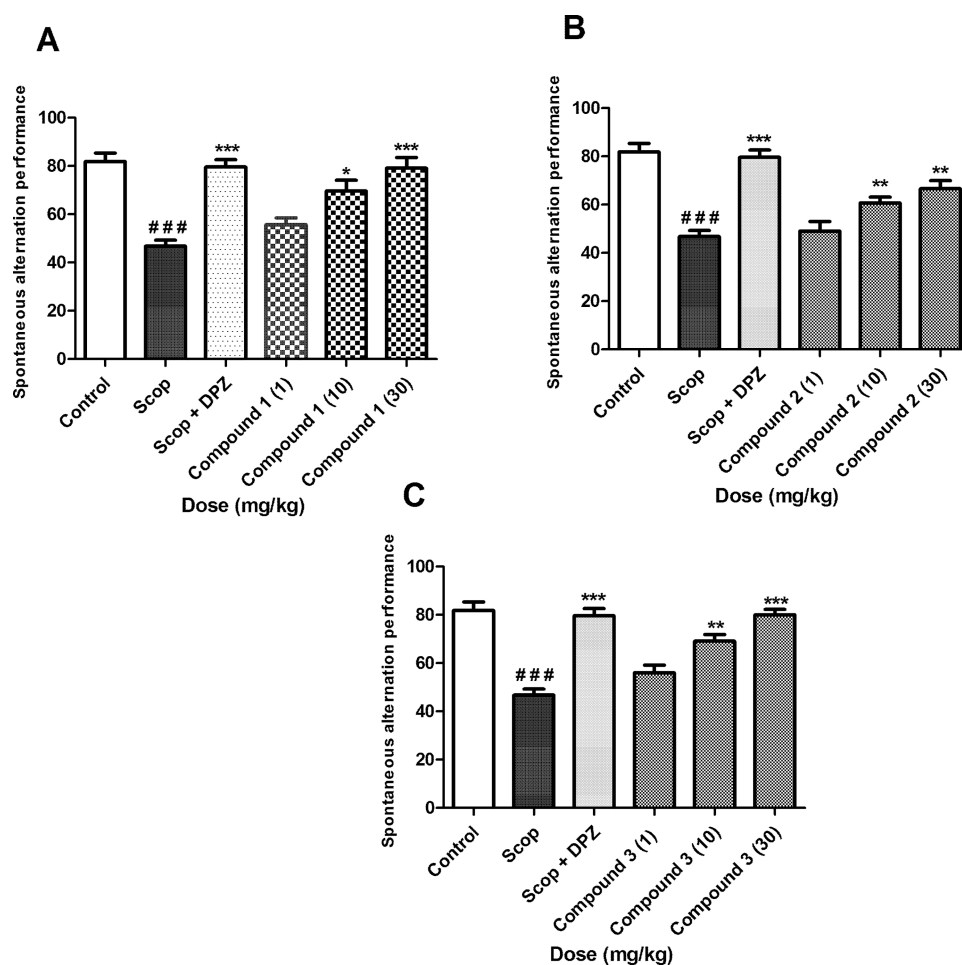 A
Spontaneous alternation performance
100
80
60
40
20
0
###
***
*
***
Control
Scop
Scop + DPZ
Compound 1 (1)
Compound 1 (10)
Compound 1 (30)
Dose (mg/kg)
B
Spontaneous alternation performance
100
80
60
40
20
0
###
***
**
**
Control
Scop
Scop + DPZ
Compound 2 (1)
Compound 2 (10)
Compound 2 (30)
Dose (mg/kg)
C
Spontaneous alternation performance
100
80
60
40
20
0
###
***
**
***
Control
Scop
Scop + DPZ
Compound 3 (1)
Compound 3 (10)
Compound 3 (30)
Dose (mg/kg)